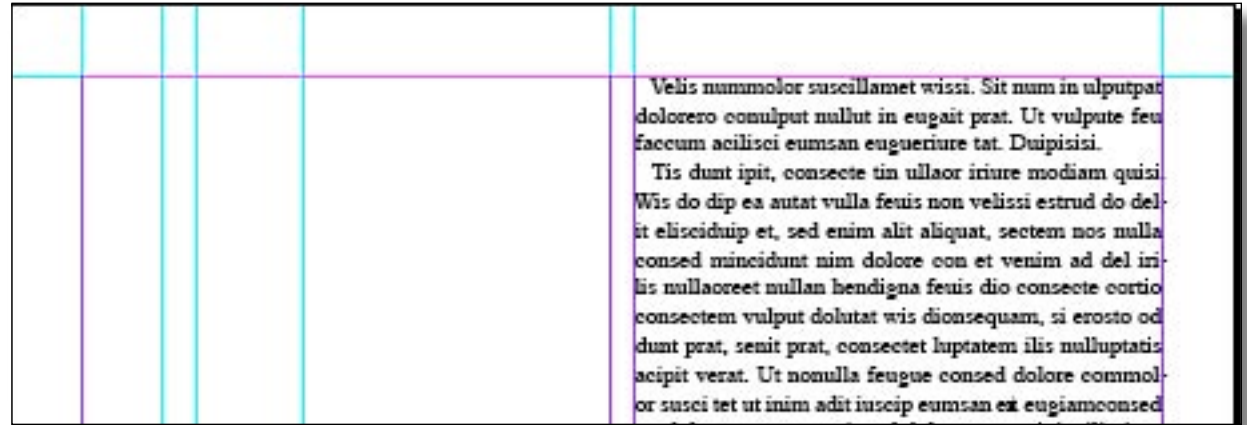 Velis nummolor suscillamet wissi. Sit num in ulputpat
dolorero conulput nullut in eugait prat. Ut vulpute feu
faccum acilisci eumsan eugueriure tat. Duipisisi.
Tis dunt ipit, consecte tin ullaor iriure modiam quisi.
Wis do dip ea autat vulla feuis non velissi estrud do del-
it elisciduip et, sed enim alit aliquat, sectem nos nulla
consed mincidunt nim dolore con et venim ad del iri-
lis nullaoreet nullan hendigna feuis dio consecte cortio
consectem vulput dolutat wis dionsequam, si erosto od
dunt prat, senit prat, consectet luptatem ilis nulluptatis
acipit verat. Ut nonulla feugue consed dolore commol-
or susci tet ut inim adit iuscip eumsan et eugiamconsed